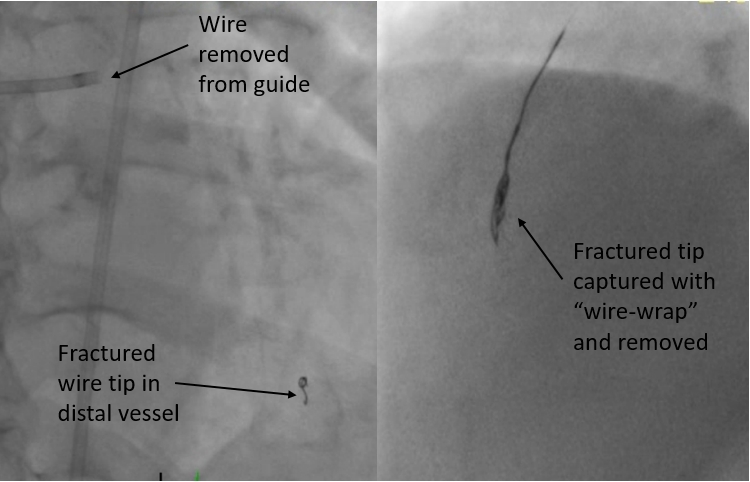 Wire
removed
from guide
Fractured
wire tip in
distal vessel
Fractured tip
captured with
“wire-wrap”
and removed